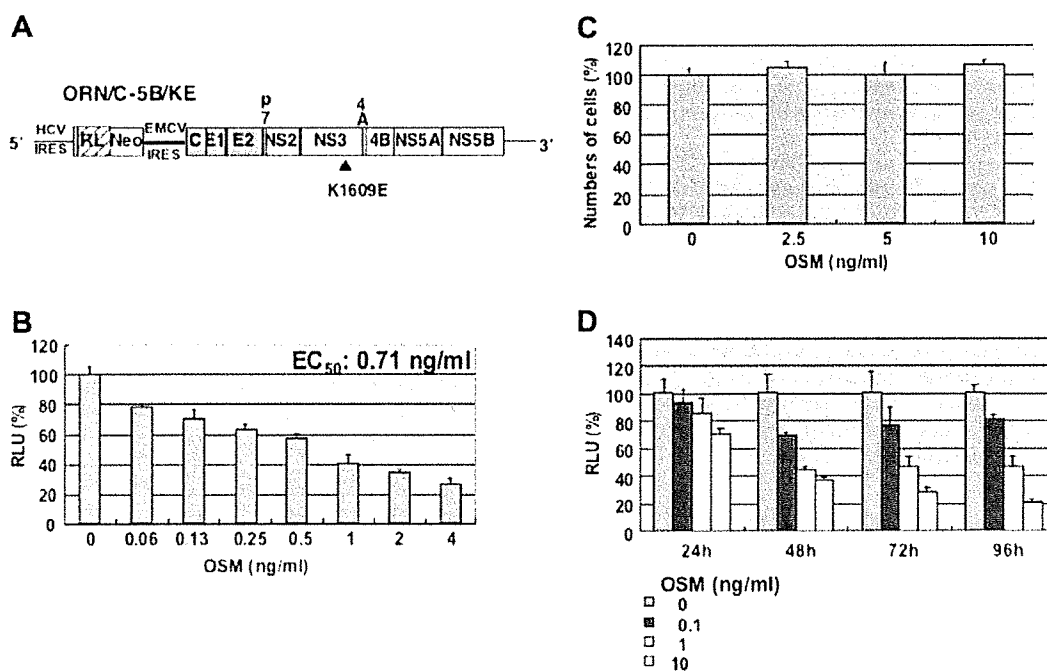 A
ORN/C-5B/KE
5' HCV IRES RL Neo EMCV IRES C E1 E2 p7 NS2 NS3 4A 4B NS5A NS5B 3'
K1609E
B
EC50: 0.71 ng/ml
RLU (%)
120
100
80
60
40
20
0
0 0.06 0.13 0.25 0.5 1 2 4
OSM (ng/ml)
C
Numbers of cells (%)
120
100
80
60
40
20
0
0 2.5 5 10
OSM (ng/ml)
D
RLU (%)
140
120
100
80
60
40
20
0
24h 48h 72h 96h
OSM (ng/ml)
0
0.1
1
10